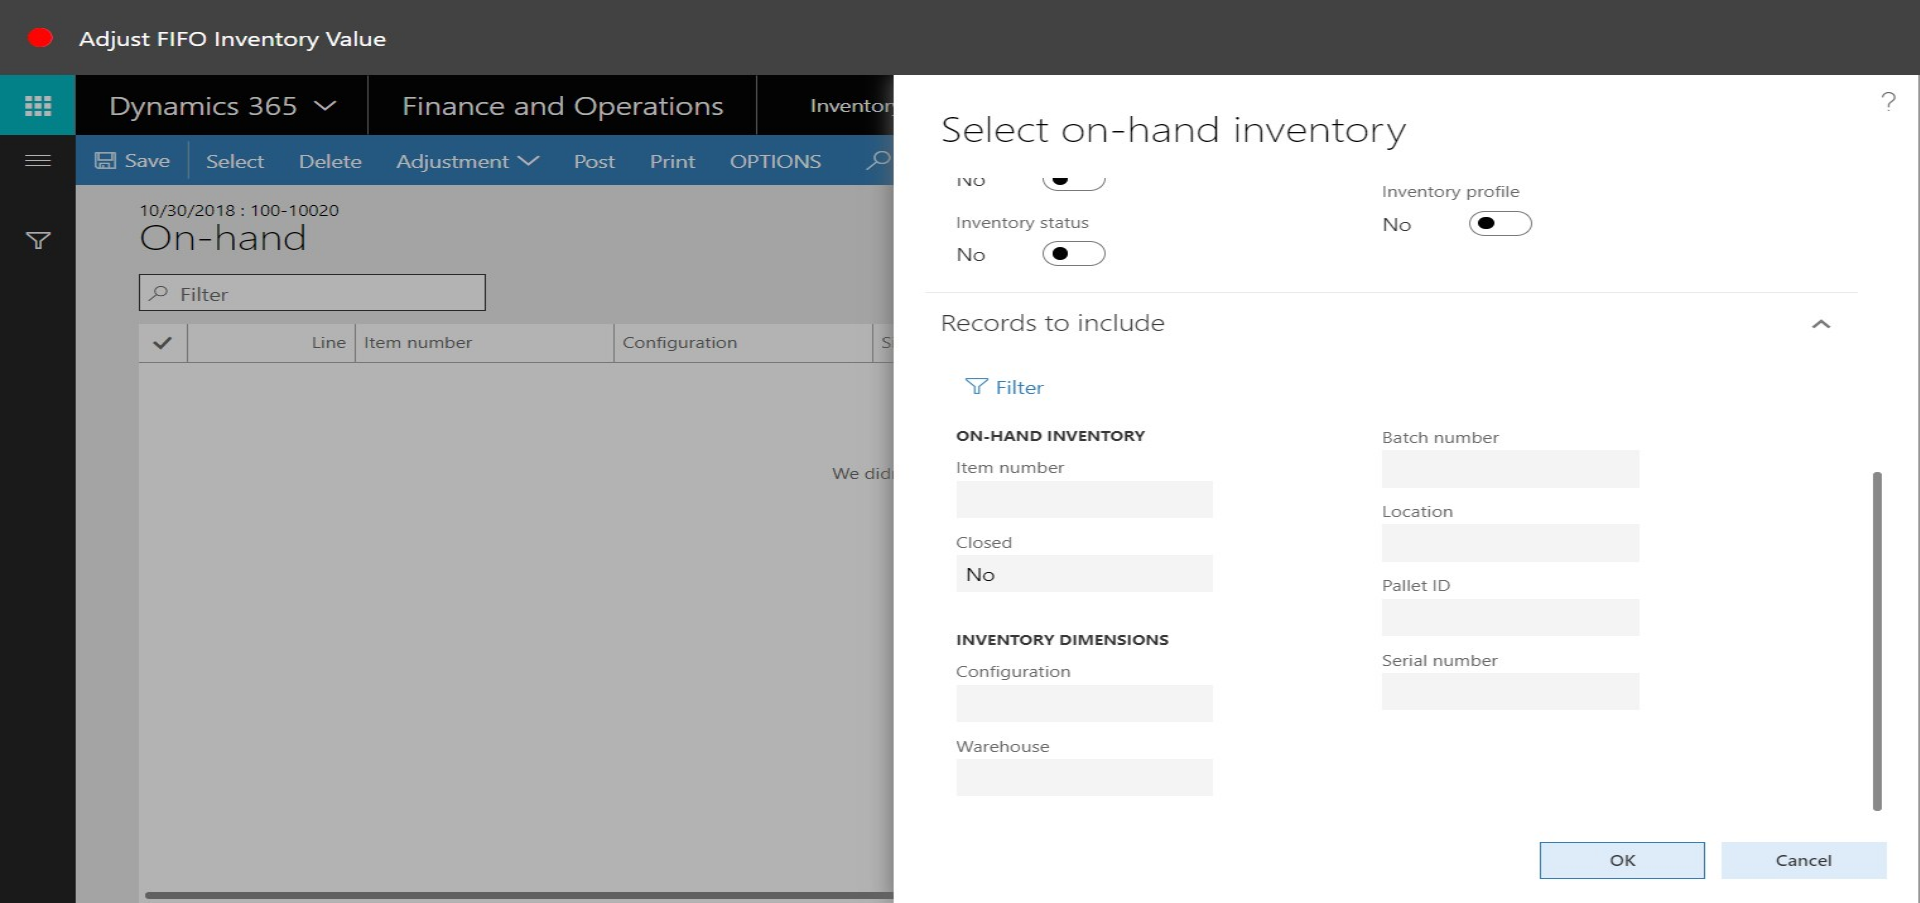 Adjust FIFO Inventory Value
Dynamics 365
Finance and Operations
Save
Select
Delete
Adjustment
Post
Print
OPTIONS
10/30/2018 : 100-10020
On-hand
Filter
Line
Item number
Configuration
We did
?
Select on-hand inventory
No
Inventory status
No
Inventory profile
No
Records to include
Filter
ON-HAND INVENTORY
Item number
Closed
No
INVENTORY DIMENSIONS
Configuration
Warehouse
Batch number
Location
Pallet ID
Serial number
OK
Cancel